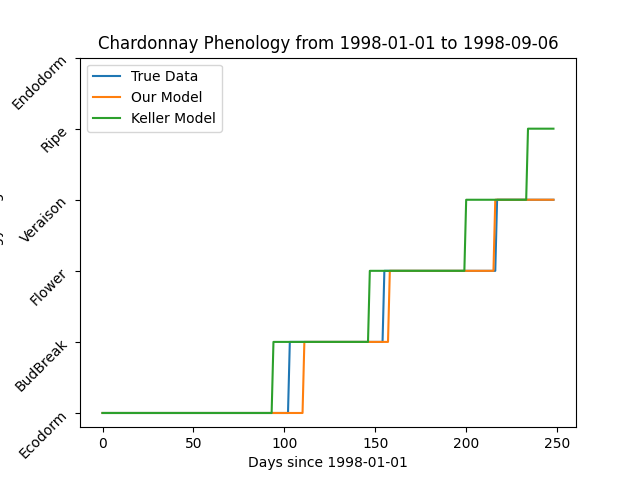 Chardonnay Phenology from 1998-01-01 to 1998-09-06
True Data
Our Model
Keller Model
Endodorm
Ripe
Veraison
Flower
BudBreak
Ecodorm
0 50 100 150 200 250
Days since 1998-01-01